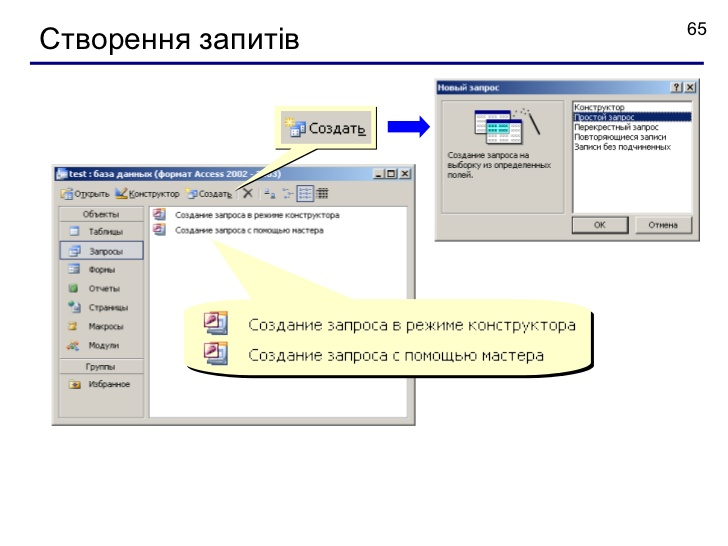 Створення запитів
65
Создать
Новый запрос
Создание запроса на
выборку из определенных
полей.
Конструктор
Простой запрос
Перекрестный запрос
Повторяющиеся записи
Записи без подчиненных
ОК
Отмена
test : база данных (формат Access 2002 - 2003)
Открыть Конструктор Создать
Объекты
Таблицы
Запросы
Формы
Отчеты
Страницы
Макросы
Модули
Группы
Избранное
Создание запроса в режиме конструктора
Создание запроса с помощью мастера
Создание запроса в режиме конструктора
Создание запроса с помощью мастера